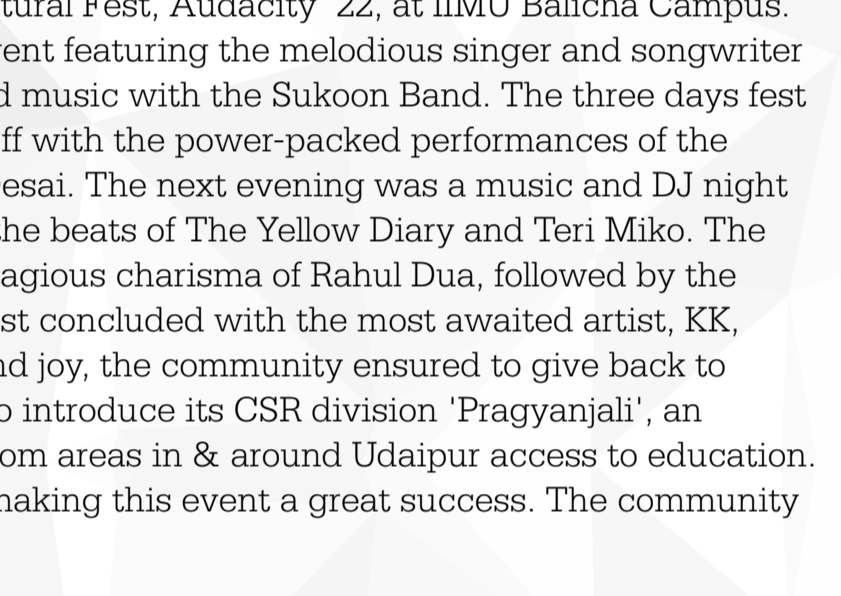 tural Fest, Audacity '22, at IIMU Balicha Campus.
ent featuring the melodious singer and songwriter
d music with the Sukoon Band. The three days fest
ff with the power-packed performances of the
esai. The next evening was a music and DJ night
he beats of The Yellow Diary and Teri Miko. The
agious charisma of Rahul Dua, followed by the
st concluded with the most awaited artist, KK,
nd joy, the community ensured to give back to
o introduce its CSR division 'Pragyanjali', an
om areas in & around Udaipur access to education.
making this event a great success. The community